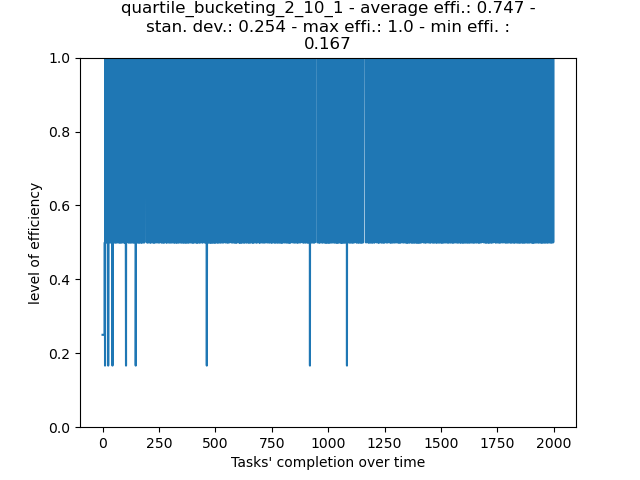 quartile_bucketing_2_10_1 - average effi.: 0.747 -
stan. dev.: 0.254 - max effi.: 1.0 - min effi. :
0.167
1.0
0.8
0.6
0.4
0.2
0.0
level of efficiency
0 250 500 750 1000 1250 1500 1750 2000
Tasks' completion over time